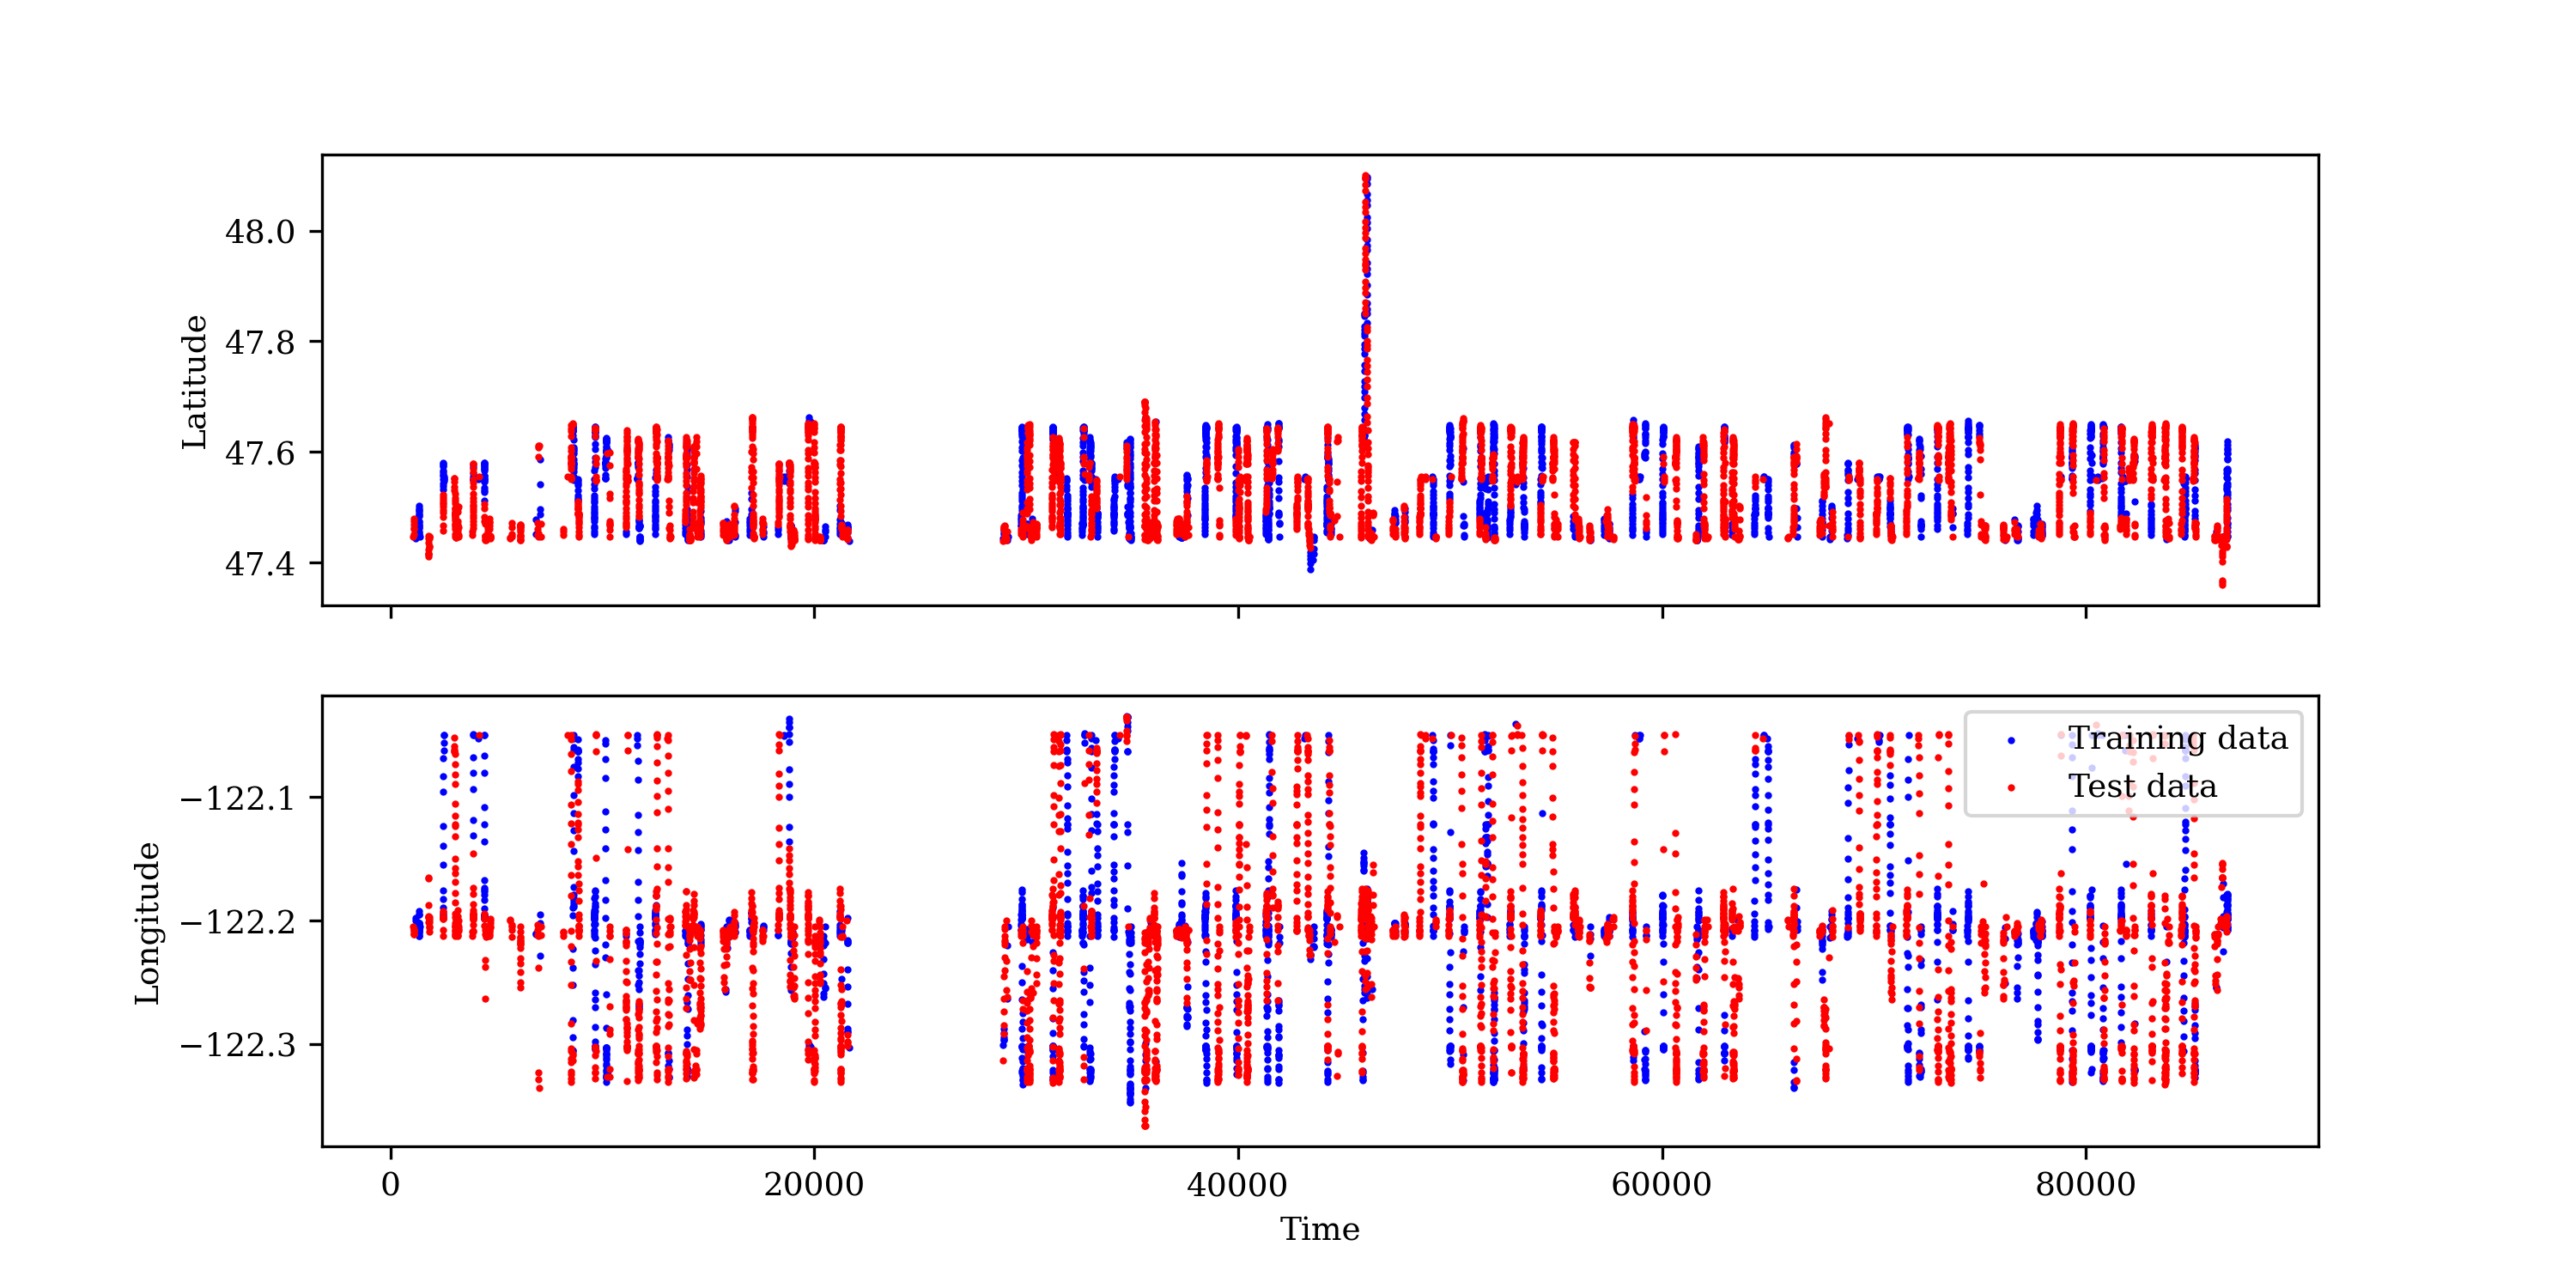 Latitude
48.0
47.8
47.6
47.4
Longitude
−122.1
−122.2
−122.3
Training data
Test data
0 20000 40000 60000 80000
Time